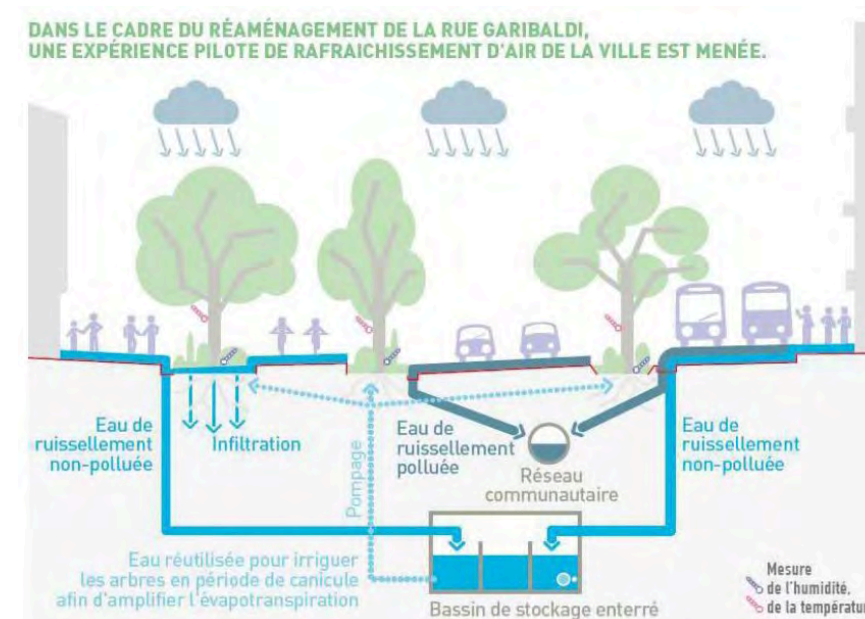 DANS LE CADRE DU RÉAMÉNAGEMENT DE LA RUE GARIBALDI,
UNE EXPÉRIENCE PILOTE DE RAFRAICHISSEMENT D'AIR DE LA VILLE EST MENÉE.
Eau de
ruissellement
non-polluée
Infiltration
Pompage
Eau de
ruissellement
polluée
Réseau
communautaire
Eau de
ruissellement
non-polluée
Eau réutilisée pour irriguer
les arbres en période de canicule
afin d'amplifier l'évapotranspiration
Bassin de stockage enterré
Mesure
de l'humidité,
de la températur